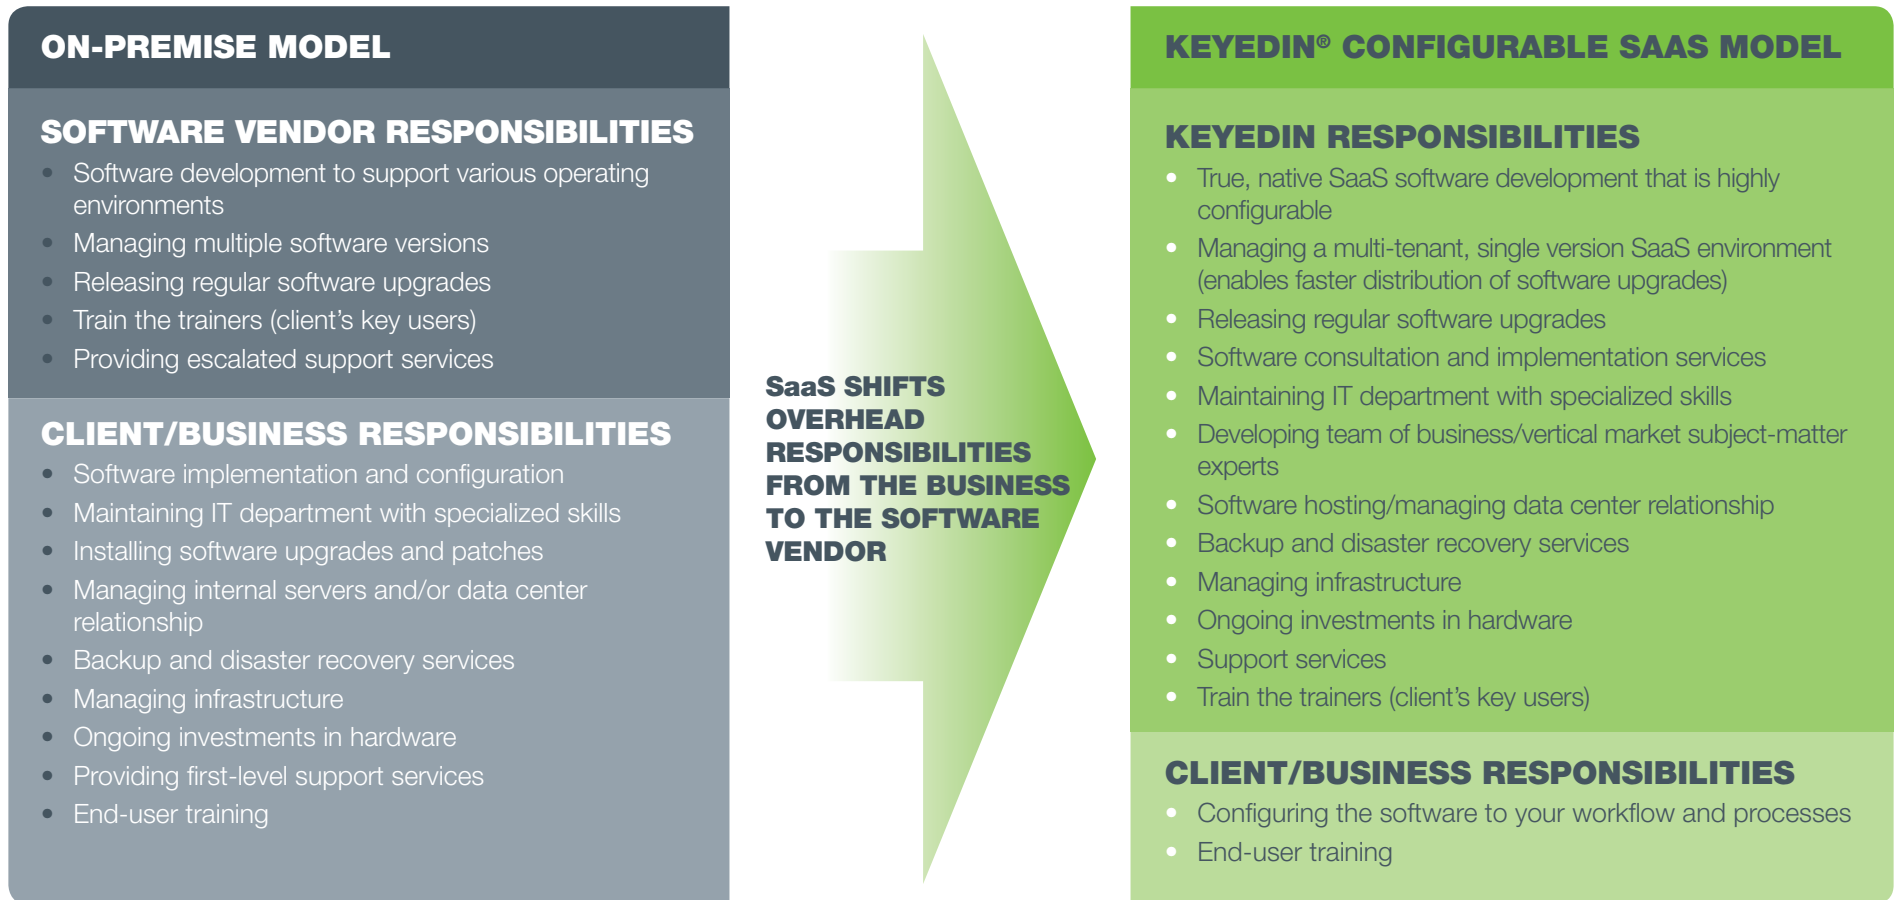 ON-PREMISE MODEL
SOFTWARE VENDOR RESPONSIBILITIES
• Software development to support various operating
environments
• Managing multiple software versions
• Releasing regular software upgrades
• Train the trainers (client’s key users)
• Providing escalated support services
CLIENT/BUSINESS RESPONSIBILITIES
• Software implementation and configuration
• Maintaining IT department with specialized skills
• Installing software upgrades and patches
• Managing internal servers and/or data center
relationship
• Backup and disaster recovery services
• Managing infrastructure
• Ongoing investments in hardware
• Providing first-level support services
• End-user training
SaaS SHIFTS
OVERHEAD
RESPONSIBILITIES
FROM THE BUSINESS
TO THE SOFTWARE
VENDOR
KEYEDIN® CONFIGURABLE SAAS MODEL
KEYEDIN RESPONSIBILITIES
• True, native SaaS software development that is highly
configurable
• Managing a multi-tenant, single version SaaS environment
(enables faster distribution of software upgrades)
• Releasing regular software upgrades
• Software consultation and implementation services
• Maintaining IT department with specialized skills
• Developing team of business/vertical market subject-matter
experts
• Software hosting/managing data center relationship
• Backup and disaster recovery services
• Managing infrastructure
• Ongoing investments in hardware
• Support services
• Train the trainers (client’s key users)
CLIENT/BUSINESS RESPONSIBILITIES
• Configuring the software to your workflow and processes
• End-user training